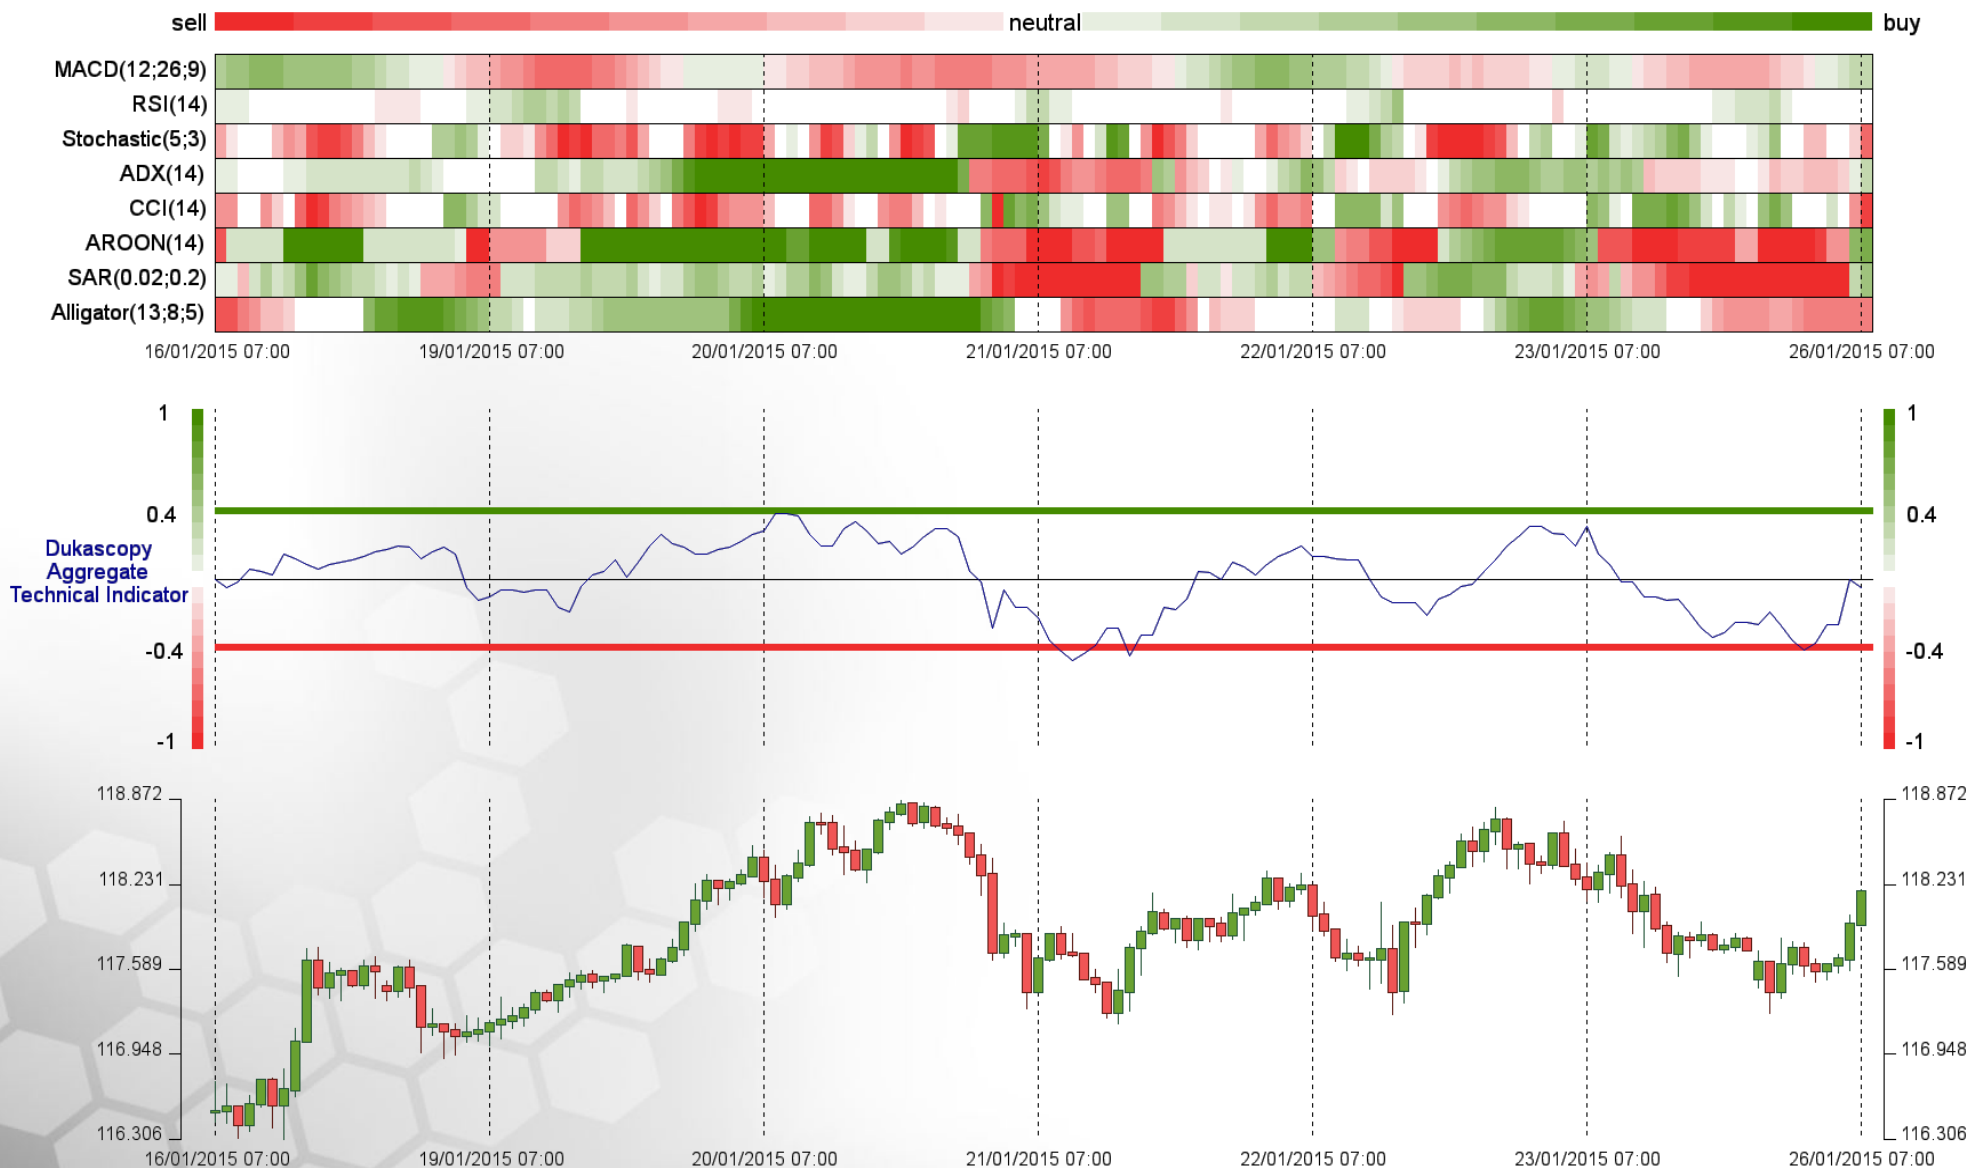 sell neutral buy
MACD(12;26;9)
RSI(14)
Stochastic(5;3)
ADX(14)
CCI(14)
AROON(14)
SAR(0.02;0.2)
Alligator(13;8;5)
16/01/2015 07:00 19/01/2015 07:00 20/01/2015 07:00 21/01/2015 07:00 22/01/2015 07:00 23/01/2015 07:00 26/01/2015 07:00
1 1
0.4 0.4
Dukascopy
Aggregate
Technical Indicator
-0.4 -0.4
-1 -1
118.872 118.872
118.231 118.231
117.589 117.589
116.948 116.948
116.306 116.306
16/01/2015 07:00 19/01/2015 07:00 20/01/2015 07:00 21/01/2015 07:00 22/01/2015 07:00 23/01/2015 07:00 26/01/2015 07:00